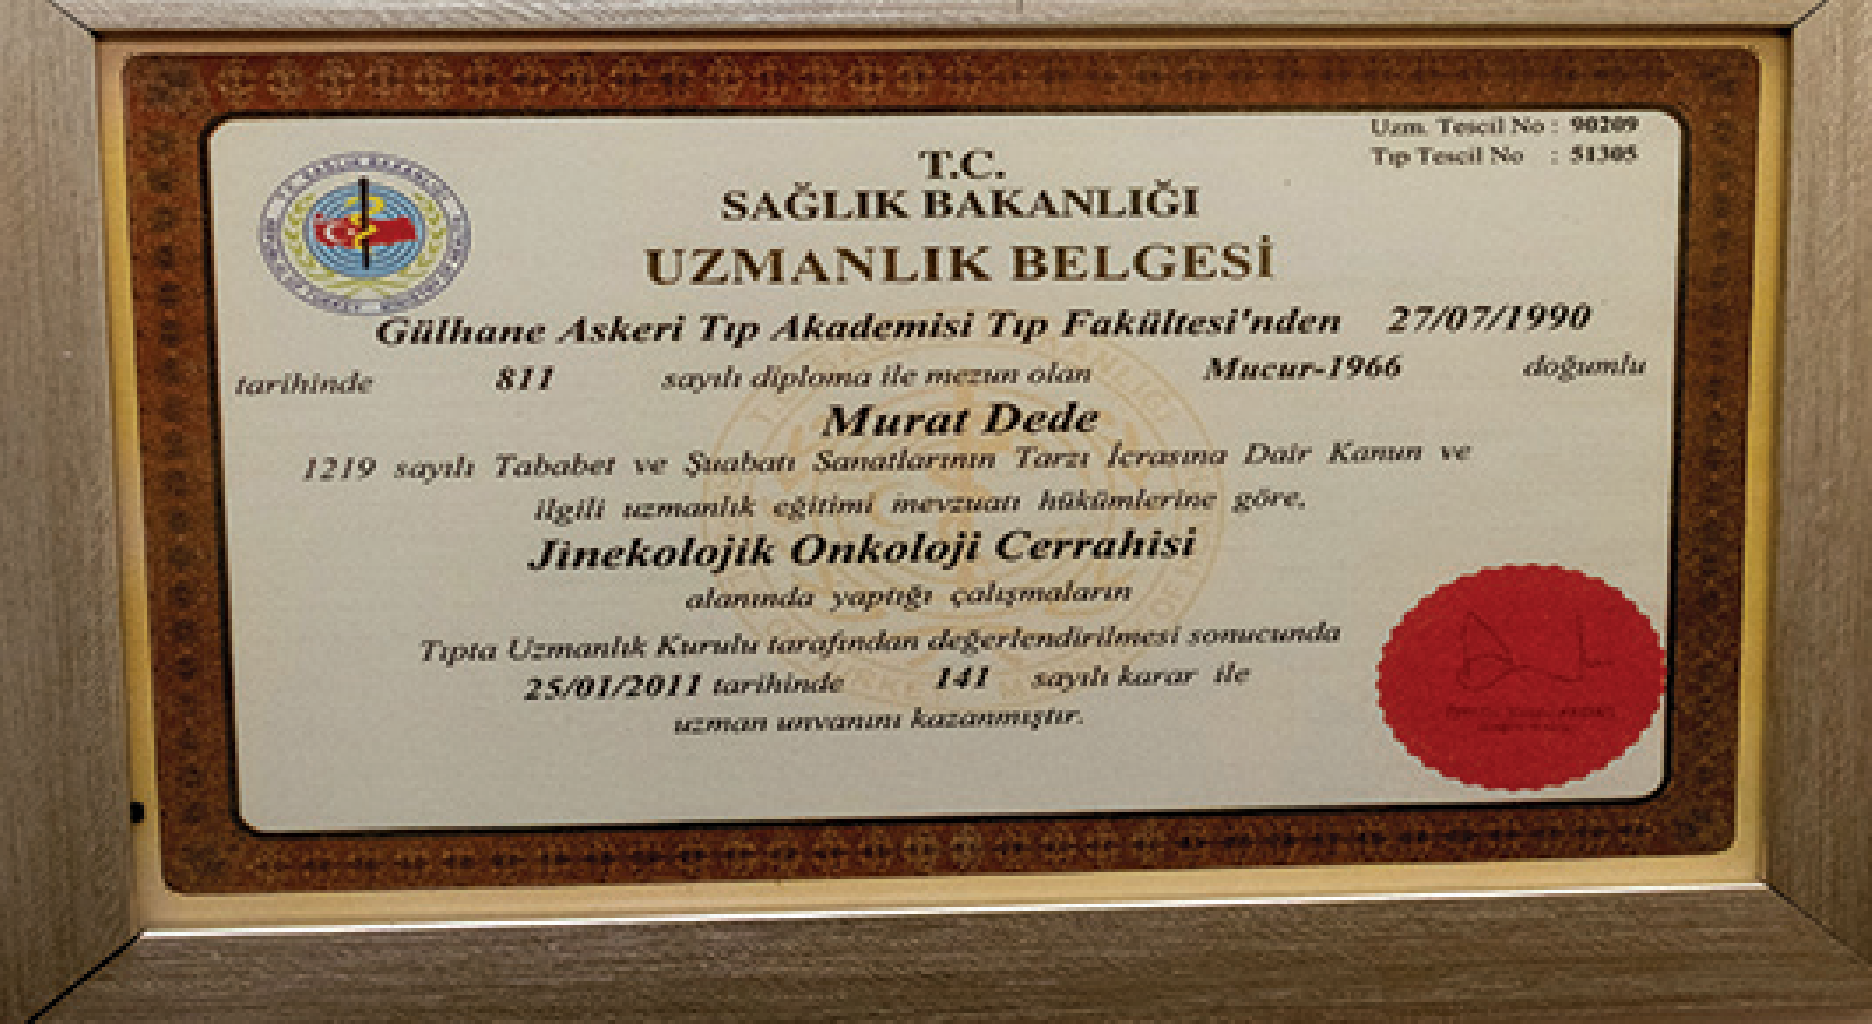 Uzm. Tescil No : 90209
Tıp Tescil No : 51305
T.C.
SAĞLIK BAKANLIĞI
UZMANLIK BELGESİ
Gülhane Askeri Tıp Akademisi Tıp Fakültesi'nden 27/07/1990
tarihinde 811 sayılı diploma ile mezun olan Mucur-1966 doğumlu
Murat Dede
1219 sayılı Tababet ve Şuabatı Sanatlarının Tarzı İcrasına Dair Kanun ve
ilgili uzmanlık eğitimi mevzuatı hükümlerine göre,
Jinekolojik Onkoloji Cerrahisi
alanında yaptığı çalışmaların
Tıpta Uzmanlık Kurulu tarafından değerlendirilmesi sonucunda
25/01/2011 tarihinde 141 sayılı karar ile
uzman unvanını kazanmıştır.